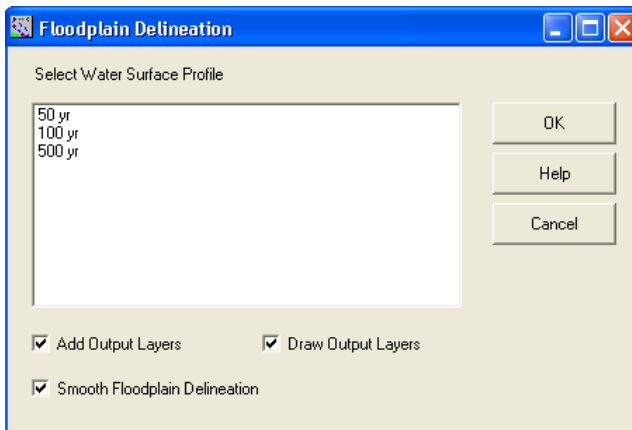 Floodplain Delineation
Select Water Surface Profile
50 yr
100 yr
500 yr
OK
Help
Cancel
Add Output Layers
Draw Output Layers
Smooth Floodplain Delineation